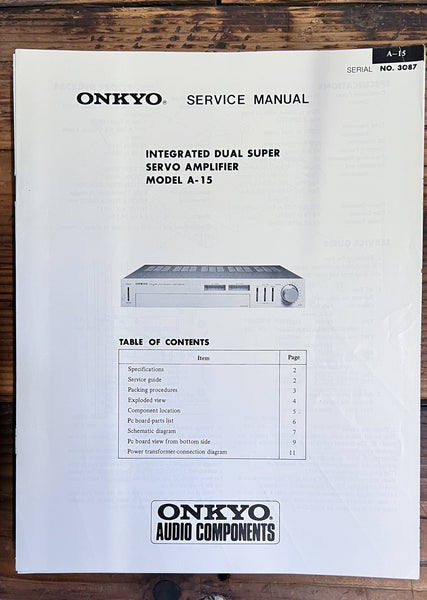 A-15
SERIAL NO. 3087
ONKYO® SERVICE MANUAL
INTEGRATED DUAL SUPER
SERVO AMPLIFIER
MODEL A-15
ONKYO
TABLE OF CONTENTS
Item Page
Specifications 2
Service guide 2
Packing procedures 3
Exploded view 4
Component location 5
Pc board-parts list 6
Schematic diagram 7
Pc board view from bottom side 9
Power transformer-connection diagram 11
ONKYO®
AUDIO COMPONENTS